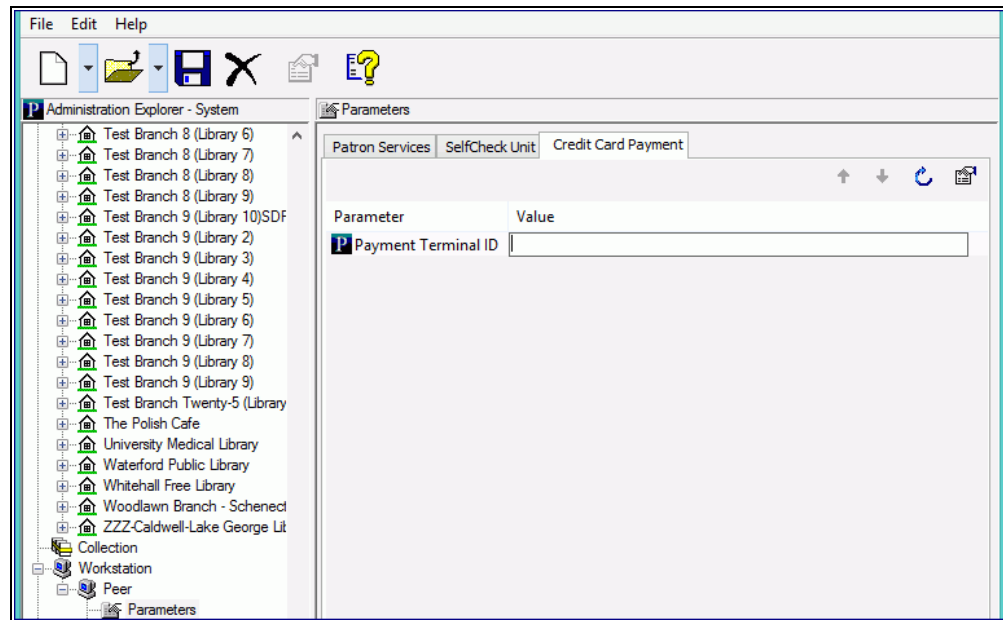 File Edit Help
Administration Explorer - System
Parameters
Test Branch 8 (Library 6)
Test Branch 8 (Library 7)
Test Branch 8 (Library 8)
Test Branch 8 (Library 9)
Test Branch 9 (Library 10)SDF
Test Branch 9 (Library 2)
Test Branch 9 (Library 3)
Test Branch 9 (Library 4)
Test Branch 9 (Library 5)
Test Branch 9 (Library 6)
Test Branch 9 (Library 7)
Test Branch 9 (Library 8)
Test Branch 9 (Library 9)
Test Branch Twenty-5 (Library
The Polish Cafe
University Medical Library
Waterford Public Library
Whitehall Free Library
Woodlawn Branch - Schenect
ZZZ-Caldwell-Lake George Lib
Collection
Workstation
Peer
Parameters
Patron Services SelfCheck Unit Credit Card Payment
Parameter Value
Payment Terminal ID